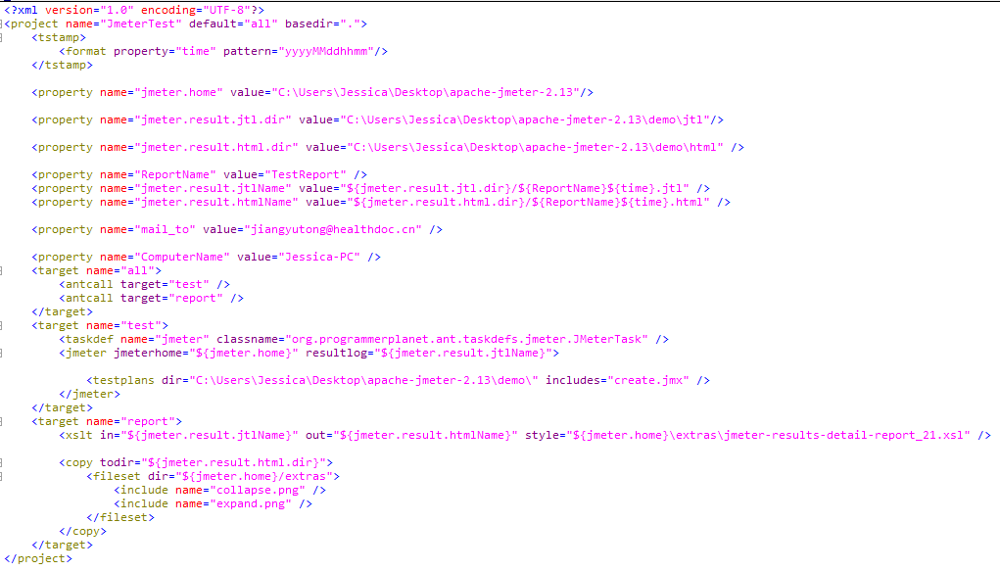 <?xml version="1.0" encoding="UTF-8"?>
<project name="JmeterTest" default="all" basedir=".">
<tstamp>
<format property="time" pattern="yyyyMMddhhmm"/>
</tstamp>
<property name="jmeter.home" value="C:\Users\Jessica\Desktop\apache-jmeter-2.13"/>
<property name="jmeter.result.jtl.dir" value="C:\Users\Jessica\Desktop\apache-jmeter-2.13\demo\jtl"/>
<property name="jmeter.result.html.dir" value="C:\Users\Jessica\Desktop\apache-jmeter-2.13\demo\html" />
<property name="ReportName" value="TestReport" />
<property name="jmeter.result.jtlName" value="${jmeter.result.jtl.dir}/${ReportName}${time}.jtl" />
<property name="jmeter.result.htmlName" value="${jmeter.result.html.dir}/${ReportName}${time}.html" />
<property name="mail_to" value="jiangyutong@healthdoc.cn" />
<property name="ComputerName" value="Jessica-PC" />
<target name="all">
<antcall target="test" />
<antcall target="report" />
</target>
<target name="test">
<taskdef name="jmeter" classname="org.programmerplanet.ant.taskdefs.jmeter.JMeterTask" />
<jmeter jmeterhome="${jmeter.home}" resultlog="${jmeter.result.jtlName}">
<testplans dir="C:\Users\Jessica\Desktop\apache-jmeter-2.13\demo\" includes="create.jmx" />
</jmeter>
</target>
<target name="report">
<xslt in="${jmeter.result.jtlName}" out="${jmeter.result.htmlName}" style="${jmeter.home}\extras\jmeter-results-detail-report_21.xsl" />
<copy todir="${jmeter.result.html.dir}">
<fileset dir="${jmeter.home}/extras">
<include name="collapse.png" />
<include name="expand.png" />
</fileset>
</copy>
</target>
</project>